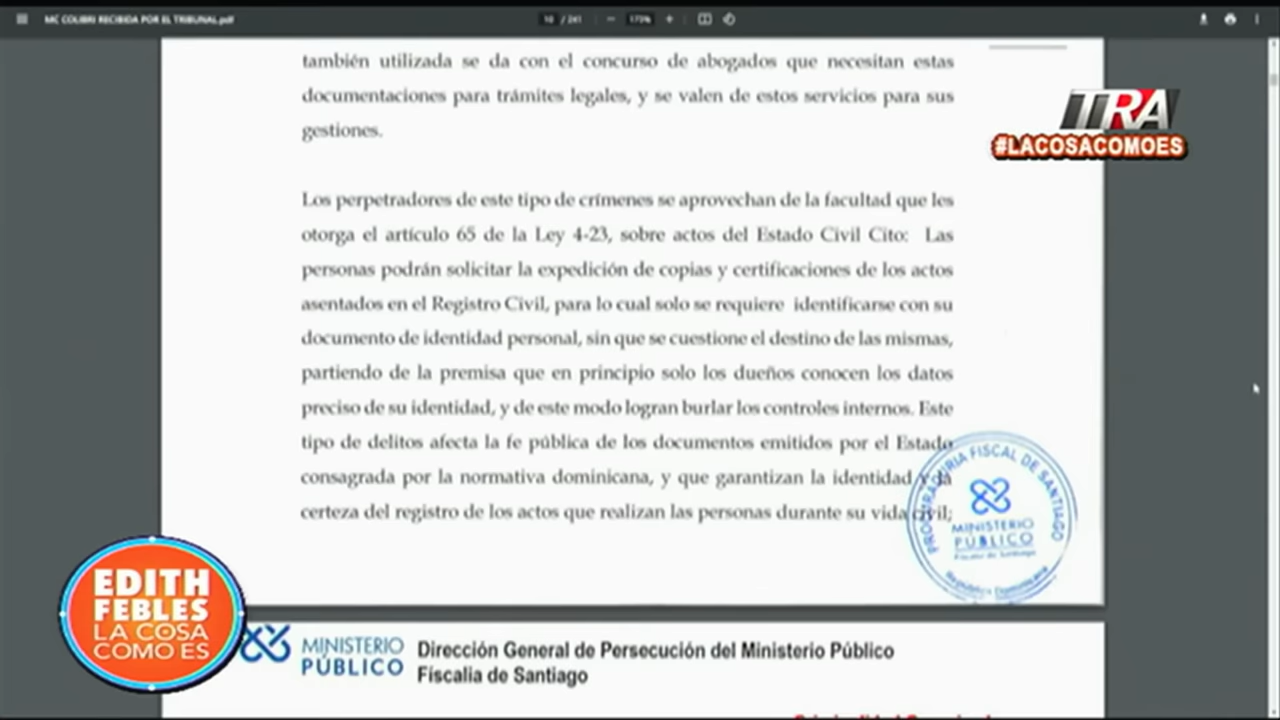 MC COLIBRI RECIBIDA POR EL TRIBUNAL.pdf
10 / 241
175%
también utilizada se da con el concurso de abogados que necesitan estas
documentaciones para trámites legales, y se valen de estos servicios para sus
gestiones.
TRA
#LACOSACOMOES
Los perpetradores de este tipo de crímenes se aprovechan de la facultad que les
otorga el artículo 65 de la Ley 4-23, sobre actos del Estado Civil Cito: Las
personas podrán solicitar la expedición de copias y certificaciones de los actos
asentados en el Registro Civil, para lo cual solo se requiere identificarse con su
documento de identidad personal, sin que se cuestione el destino de las mismas,
partiendo de la premisa que en principio solo los dueños conocen los datos
preciso de su identidad, y de este modo logran burlar los controles internos. Este
tipo de delitos afecta la fe pública de los documentos emitidos por el Estado
consagrada por la normativa dominicana, y que garantizan la identidad y la
certeza del registro de los actos que realizan las personas durante su vida civil;
PROCURADURIA FISCAL DE SANTIAGO
MINISTERIO
PÚBLICO
Fiscalía de Santiago
República Dominicana
EDITH
FEBLES
LA COSA
COMO ES
MINISTERIO
PÚBLICO
Dirección General de Persecución del Ministerio Público
Físcalia de Santiago